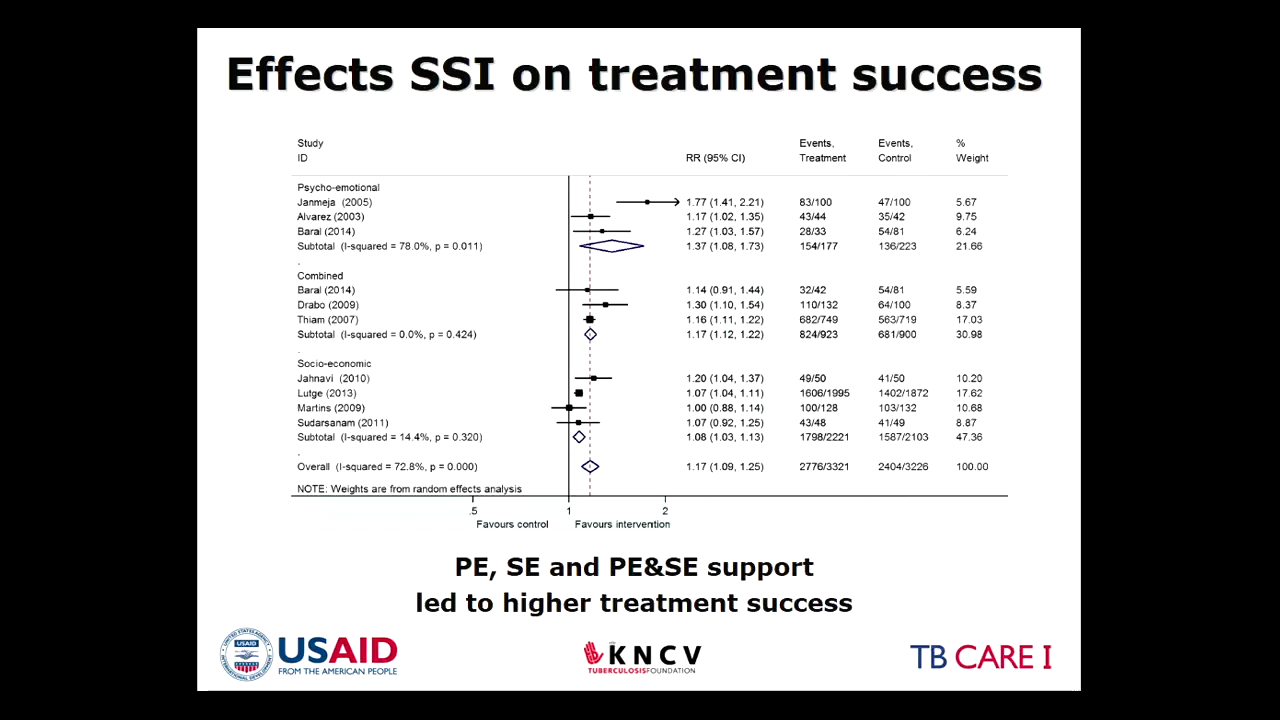 Effects SSI on treatment success
Study Events, Events, %
ID RR (95% CI) Treatment Control Weight
Psycho-emotional
Janmeja (2005) 1.77 (1.41, 2.21) 83/100 47/100 5.67
Alvarez (2003) 1.17 (1.02, 1.35) 43/44 35/42 9.75
Baral (2014) 1.27 (1.03, 1.57) 28/33 54/81 6.24
Subtotal (I-squared = 78.0%, p = 0.011) 1.37 (1.08, 1.73) 154/177 136/223 21.66
.
Combined
Baral (2014) 1.14 (0.91, 1.44) 32/42 54/81 5.59
Drabo (2009) 1.30 (1.10, 1.54) 110/132 64/100 8.37
Thiam (2007) 1.16 (1.11, 1.22) 682/749 563/719 17.03
Subtotal (I-squared = 0.0%, p = 0.424) 1.17 (1.12, 1.22) 824/923 681/900 30.98
.
Socio-economic
Jahnavi (2010) 1.20 (1.04, 1.37) 49/50 41/50 10.20
Lutge (2013) 1.07 (1.04, 1.11) 1606/1995 1402/1872 17.62
Martins (2009) 1.00 (0.88, 1.14) 100/128 103/132 10.68
Sudarsanam (2011) 1.07 (0.92, 1.25) 43/48 41/49 8.87
Subtotal (I-squared = 14.4%, p = 0.320) 1.08 (1.03, 1.13) 1798/2221 1587/2103 47.36
.
Overall (I-squared = 72.8%, p = 0.000) 1.17 (1.09, 1.25) 2776/3321 2404/3226 100.00
NOTE: Weights are from random effects analysis
.5 1 2
Favours control Favours intervention
PE, SE and PE&SE support
led to higher treatment success
USAID
FROM THE AMERICAN PEOPLE
KNCV
TUBERCULOSISFOUNDATION
TB CARE I